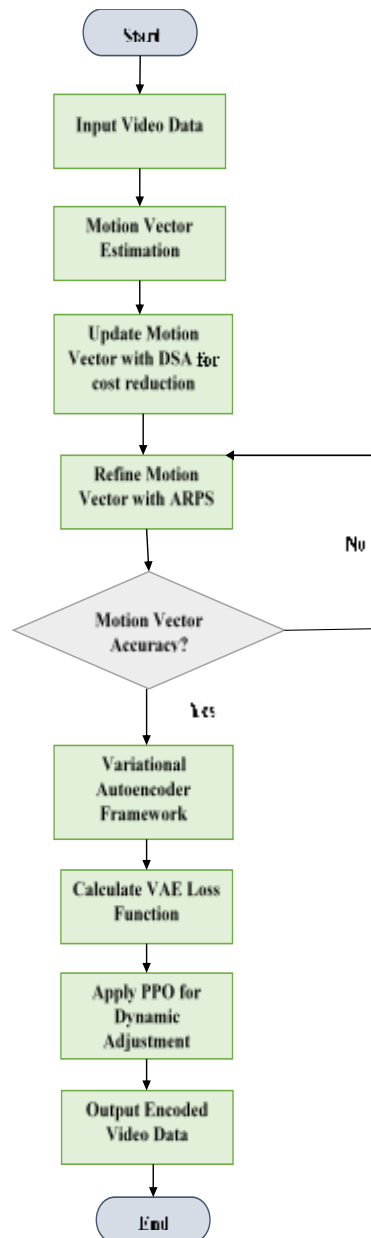 Start
Input Video Data
Motion Vector
Estimation
Update Motion
Vector with DSA for
cost reduction
Refine Motion
Vector with ARPS
No
Motion Vector
Accuracy?
Yes
Variational
Autoencoder
Framework
Calculate VAE Loss
Function
Apply PPO for
Dynamic
Adjustment
Output Encoded
Video Data
End